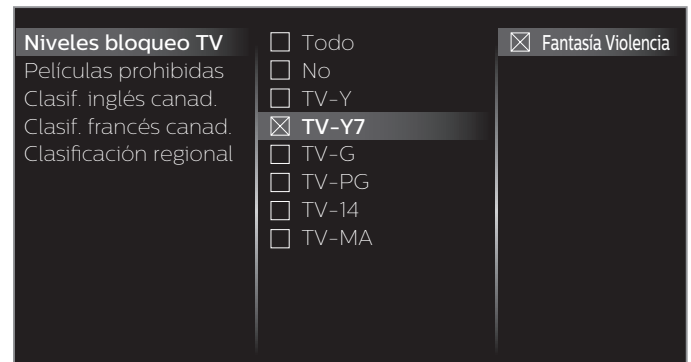 Niveles bloqueo TV
Películas prohibidas
Clasif. inglés canad.
Clasif. francés canad.
Clasificación regional
Todo
No
TV-Y
TV-Y7
TV-G
TV-PG
TV-14
TV-MA
Fantasía Violencia